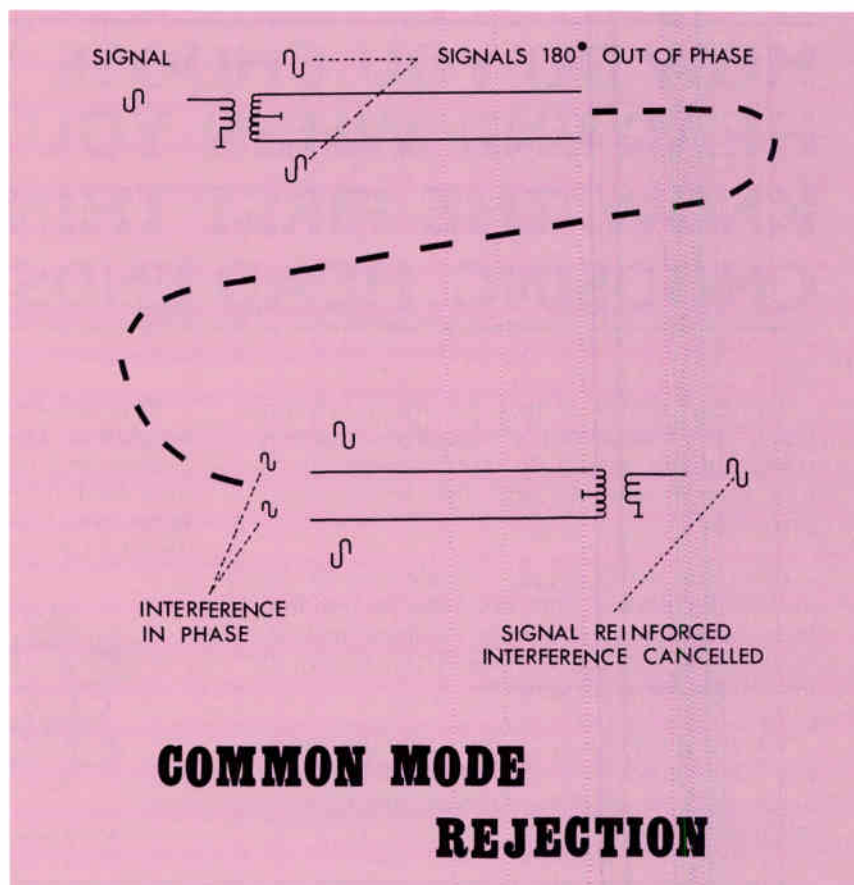 SIGNAL
SIGNALS 180° OUT OF PHASE
INTERFERENCE
IN PHASE
SIGNAL REINFORCED
INTERFERENCE CANCELLED
COMMON MODE
REJECTION